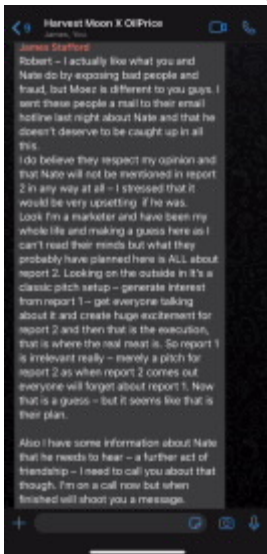 Harvest Moon X OilPrice
James, You
James Stafford
Robert – I actually like what you and
Nate do by exposing bad people and
fraud, but Moez is different to you guys. I
sent these people a mail to their email
hotline last night about Nate and that he
doesn't deserve to be caught up in all
this.
I do believe they respect my opinion and
that Nate will not be mentioned in report
2 in any way at all – I stressed that it
would be very upsetting if he was.
Look I'm a marketer and have been my
whole life and making a guess here as I
can't read their minds but what they
probably have planned here is ALL about
report 2. Looking on the outside in it's a
classic pitch setup – generate interest
from report 1 – get everyone talking
about it and create huge excitement for
report 2 and then that is the execution,
that is where the real meat is. So report 1
is irrelevant really – merely a pitch for
report 2 as when report 2 comes out
everyone will forget about report 1. Now
that is a guess – but it seems like that is
their plan.
Also I have some information about Nate
that he needs to hear – a further act of
friendship – I need to call you about that
though. I'm on a call now but when
finished will shoot you a message.